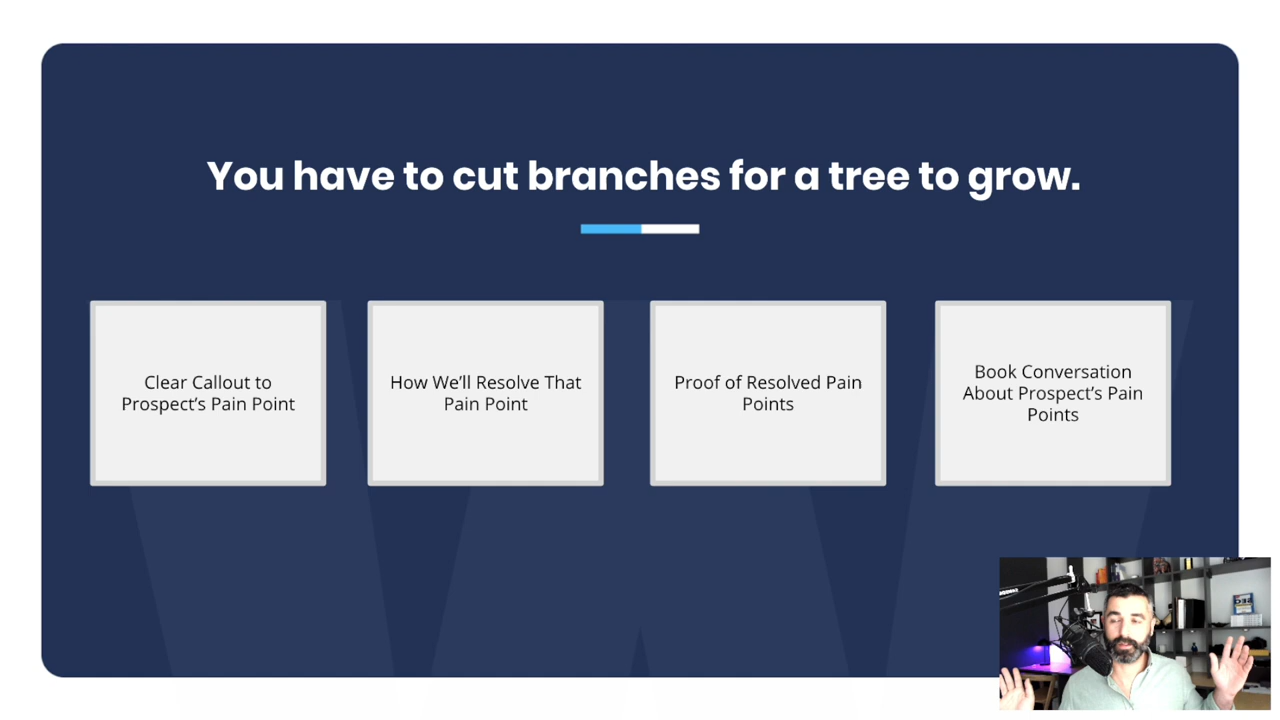 You have to cut branches for a tree to grow.
Clear Callout to
Prospect’s Pain Point
How We’ll Resolve That
Pain Point
Proof of Resolved Pain
Points
Book Conversation
About Prospect’s Pain
Points